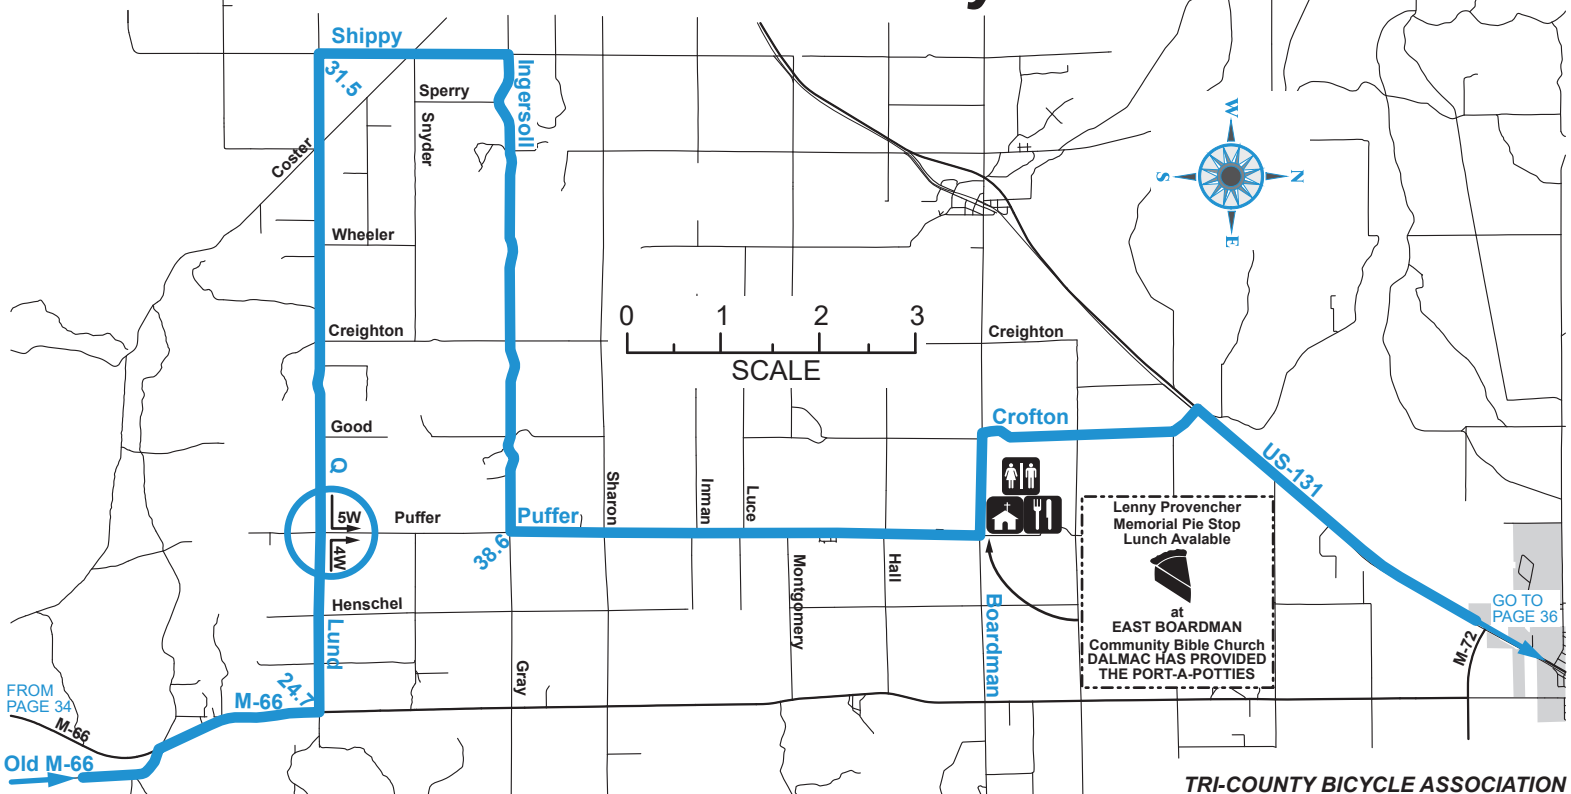 Shippy
31.5
Ingersoll
Sperry
Snyder
Coster
Wheeler
W
S
N
E
0 1 2 3
SCALE
Creighton
Creighton
Good
Q
Crofton
US-131
5W
4W
Puffer
Puffer
38.6
Sharon
Inman
Luce
Montgomery
Hall
Henschel
Lund
Gray
Boardman
Lenny Provencher
Memorial Pie Stop
Lunch Avalable
at
EAST BOARDMAN
Community Bible Church
DALMAC HAS PROVIDED
THE PORT-A-POTTIES
GO TO
PAGE 36
M-72
24.7
M-66
FROM
PAGE 34
M-66
Old M-66
TRI-COUNTY BICYCLE ASSOCIATION